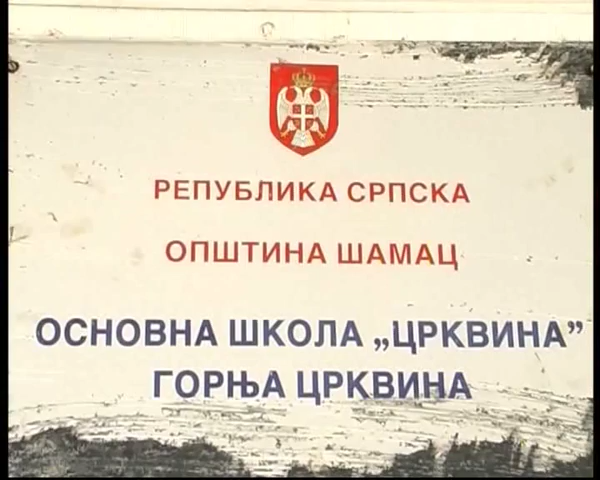 РЕПУБЛИКА СРПСКА
ОПШТИНА ШАМАЦ
ОСНОВНА ШКОЛА „ЦРКВИНА”
ГОРЊА ЦРКВИНА